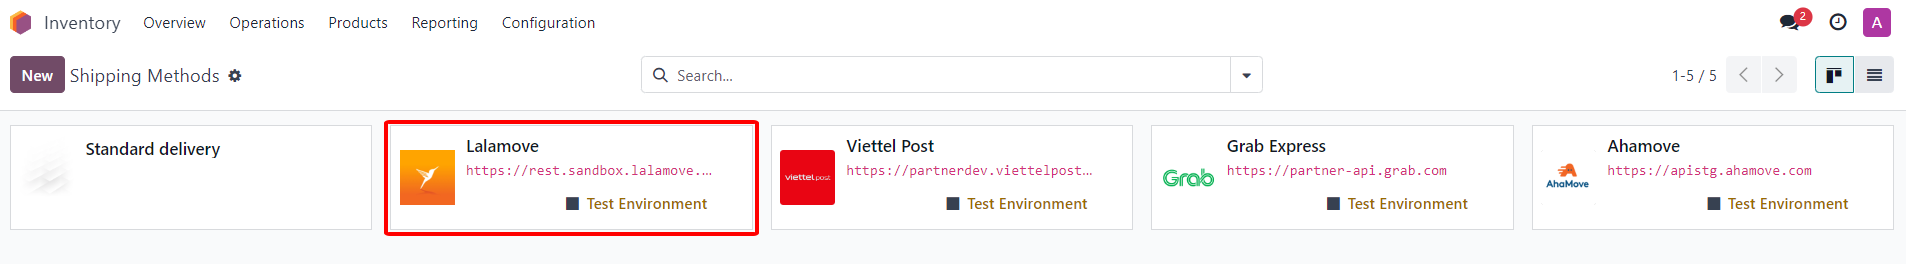 Inventory Overview Operations Products Reporting Configuration 2 A
New Shipping Methods Search... 1-5 / 5
Standard delivery
Lalamove
https://rest.sandbox.lalamove....
Test Environment
viettel post
Viettel Post
https://partnerdev.viettelpost...
Test Environment
Grab
Grab Express
https://partner-api.grab.com
Test Environment
AhaMove
Ahamove
https://apistg.ahamove.com
Test Environment